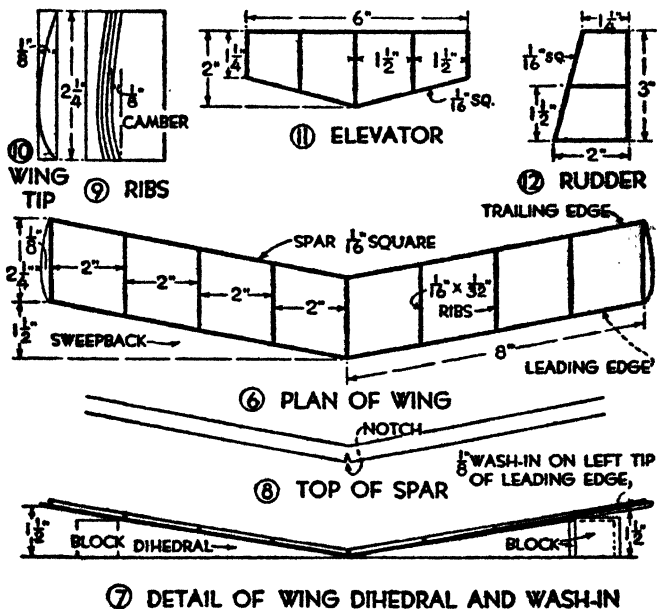 6"
1 1/4"
1/8"
2 1/4"
1/8"
CAMBER
2"
1 1/4"
1 1/2"
1 1/2"
1/16" SQ.
1/16" SQ.
1 1/2"
3"
2"
⑪ ELEVATOR
⑩
WING
TIP
⑨ RIBS
⑫ RUDDER
TRAILING EDGE
1/8"
SPAR 1/16" SQUARE
2 1/4"
2"
2"
2"
2"
1/16" x 1/32"
RIBS
1 1/2"
SWEEPBACK
8"
LEADING EDGE
⑥ PLAN OF WING
NOTCH
⑧ TOP OF SPAR
1/8" WASH-IN ON LEFT TIP
OF LEADING EDGE,
1 1/2"
BLOCK
DIHEDRAL
BLOCK
1 1/2"
⑦ DETAIL OF WING DIHEDRAL AND WASH-IN